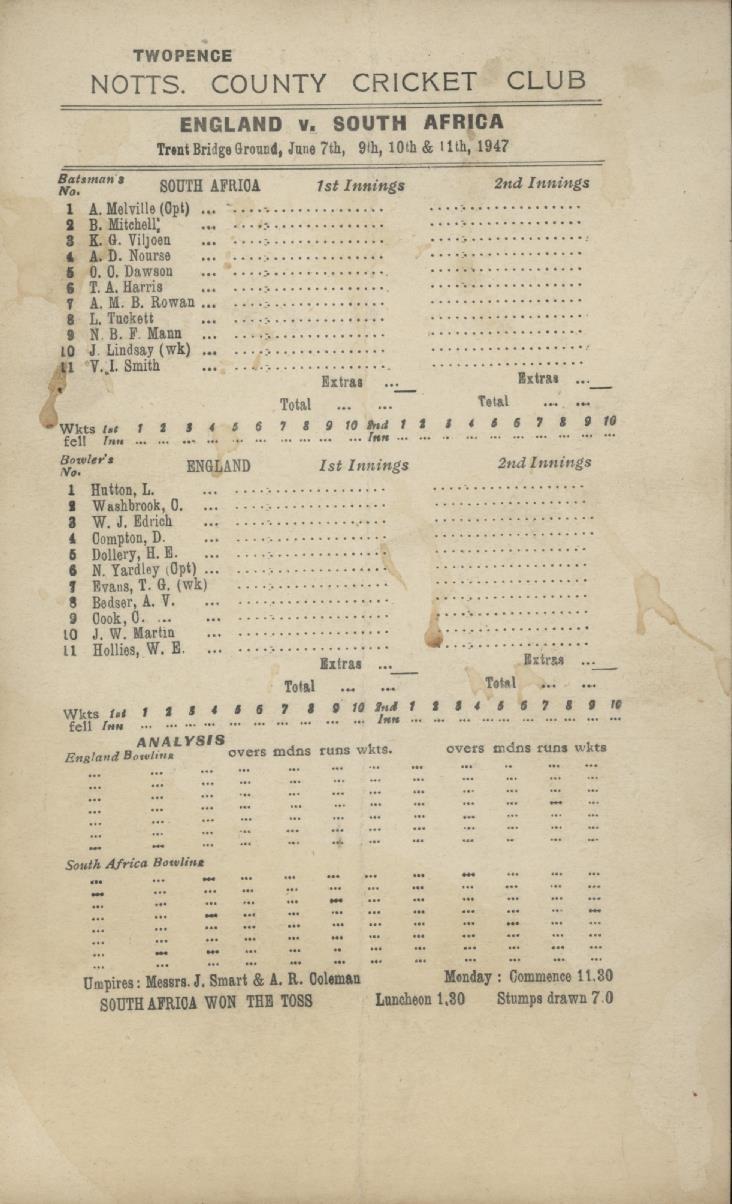 TWOPENCE
NOTTS. COUNTY CRICKET CLUB
ENGLAND v. SOUTH AFRICA
Trent Bridge Ground, June 7th, 9th, 10th & 11th, 1947
Batsman's No. SOUTH AFRICA 1st Innings 2nd Innings
1 A. Melville (Cpt) ...
2 B. Mitchell ...
3 K. G. Viljoen ...
4 A. D. Nourse ...
5 O. C. Dawson ...
6 T. A. Harris ...
7 A. M. B. Rowan ...
8 L. Tuckett ...
9 N. B. F. Mann ...
10 J. Lindsay (wk) ...
11 V. I. Smith ...
Extras ... Extras ...
Total ... ... Total ... ...
Wkts 1st 1 2 3 4 5 6 7 8 9 10 2nd 1 2 3 4 5 6 7 8 9 10
fell Inn ... ... ... ... ... ... ... ... ... ... Inn ... ... ... ... ... ... ... ... ... ...
Bowler's No. ENGLAND 1st Innings 2nd Innings
1 Hutton, L. ...
2 Washbrook, C. ...
3 W. J. Edrich ...
4 Compton, D. ...
5 Dollery, H. E. ...
6 N. Yardley (Cpt) ...
7 Evans, T. G. (wk)
8 Bedser, A. V. ...
9 Cook, C. ... ...
10 J. W. Martin ...
11 Hollies, W. E. ...
Extras ... Extras ...
Total ... ... Total ... ...
Wkts 1st 1 2 3 4 5 6 7 8 9 10 2nd 1 2 3 4 5 6 7 8 9 10
fell Inn ... ... ... ... ... ... ... ... ... ... Inn ... ... ... ... ... ... ... ... ... ...
ANALYSIS
England Bowling overs mdns runs wkts. overs mdns runs wkts
South Africa Bowling
Umpires: Messrs. J. Smart & A. R. Coleman Monday: Commence 11.30
SOUTH AFRICA WON THE TOSS Luncheon 1.30 Stumps drawn 7.0